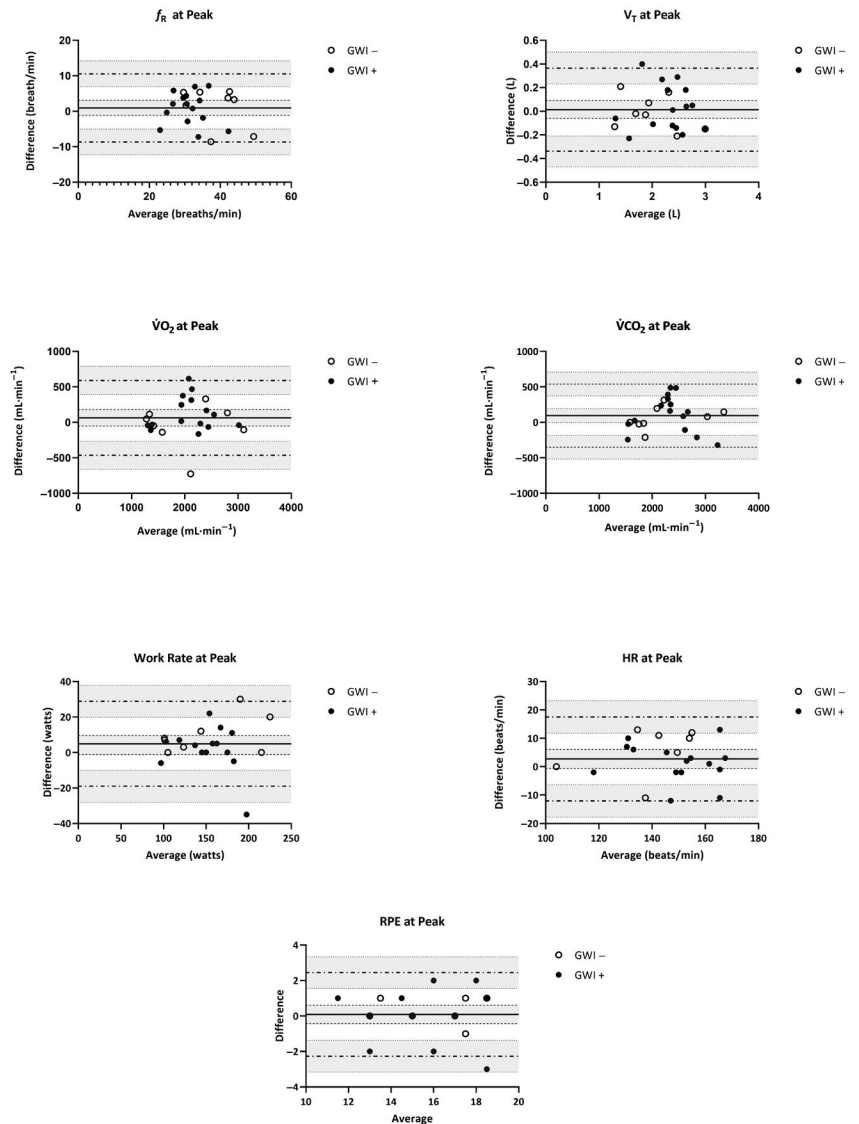 fR at Peak
GWI –
GWI +
20
10
0
–10
–20
0
20
40
60
Difference (breath/min)
Average (breaths/min)
VT at Peak
GWI –
GWI +
0.6
0.4
0.2
0.0
–0.2
–0.4
–0.6
0
1
2
3
4
Difference (L)
Average (L)
V̇O2 at Peak
GWI –
GWI +
1000
500
0
–500
–1000
0
1000
2000
3000
4000
Difference (mL·min−1)
Average (mL·min−1)
V̇CO2 at Peak
GWI –
GWI +
1000
500
0
–500
–1000
0
1000
2000
3000
4000
Difference (mL·min−1)
Average (mL·min−1)
Work Rate at Peak
GWI –
GWI +
40
20
0
–20
–40
0
50
100
150
200
250
Difference (watts)
Average (watts)
HR at Peak
GWI –
GWI +
30
20
10
0
–10
–20
100
120
140
160
180
Difference (beats/min)
Average (beats/min)
RPE at Peak
GWI –
GWI +
4
2
0
–2
–4
10
12
14
16
18
20
Difference
Average